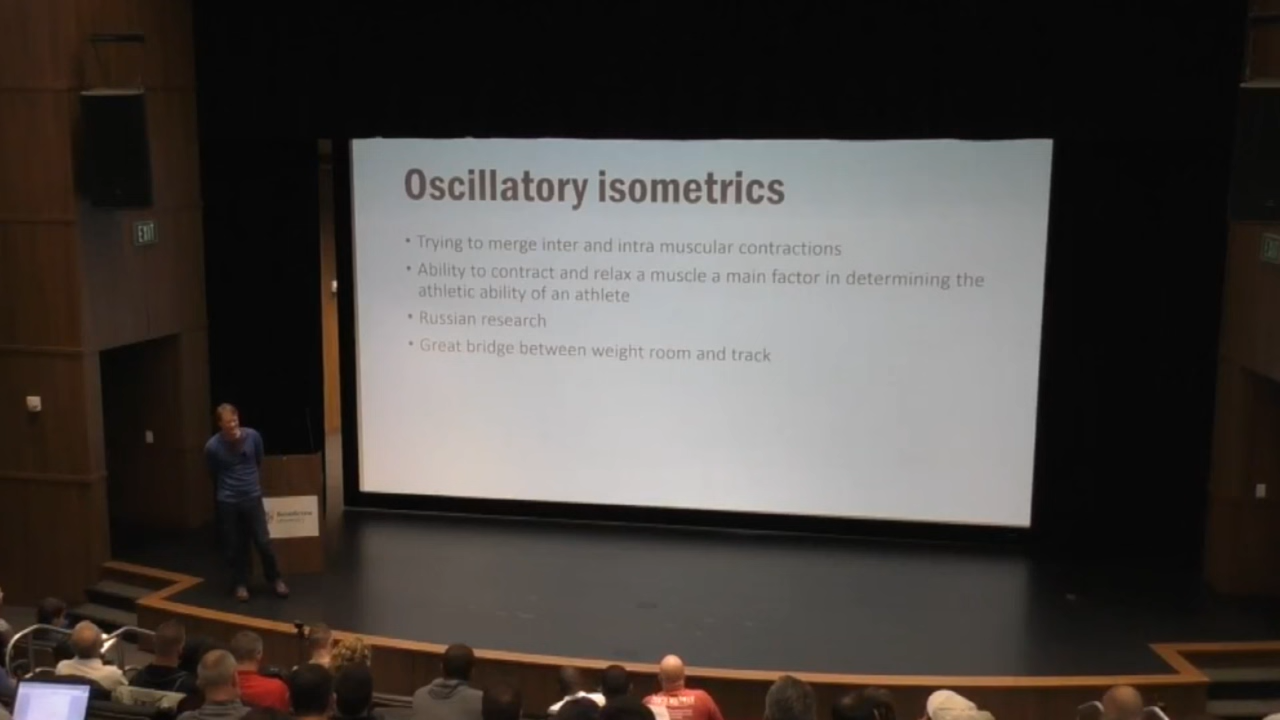 EXIT
Oscillatory isometrics
• Trying to merge inter and intra muscular contractions
• Ability to contract and relax a muscle a main factor in determining the
athletic ability of an athlete
• Russian research
• Great bridge between weight room and track